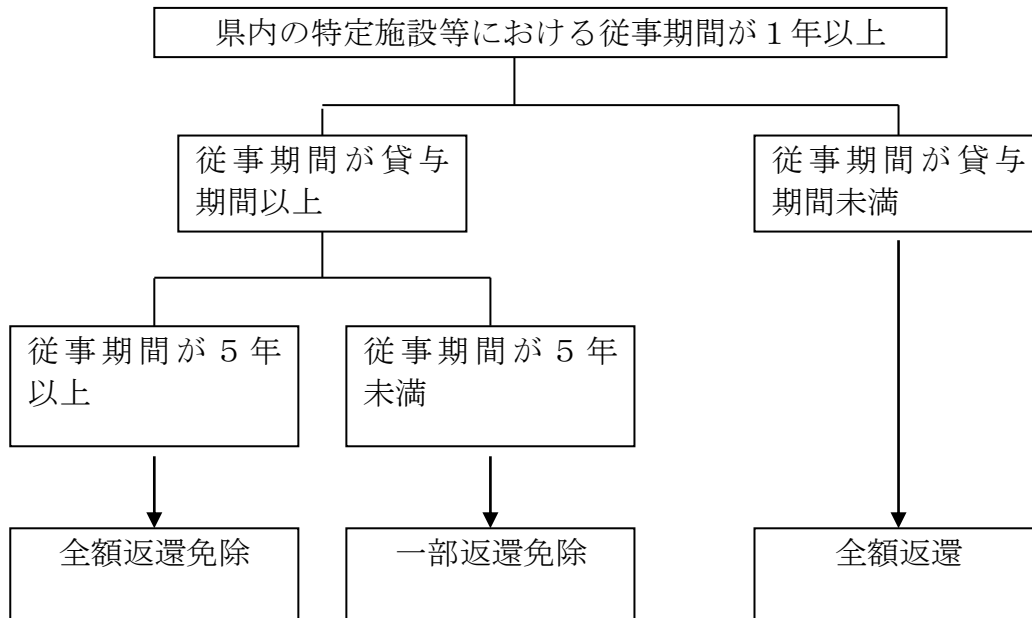 県内の特定施設等における従事期間が１年以上
従事期間が貸与
期間以上
従事期間が貸与
期間未満
従事期間が５年
以上
従事期間が５年
未満
全額返還免除
一部返還免除
全額返還